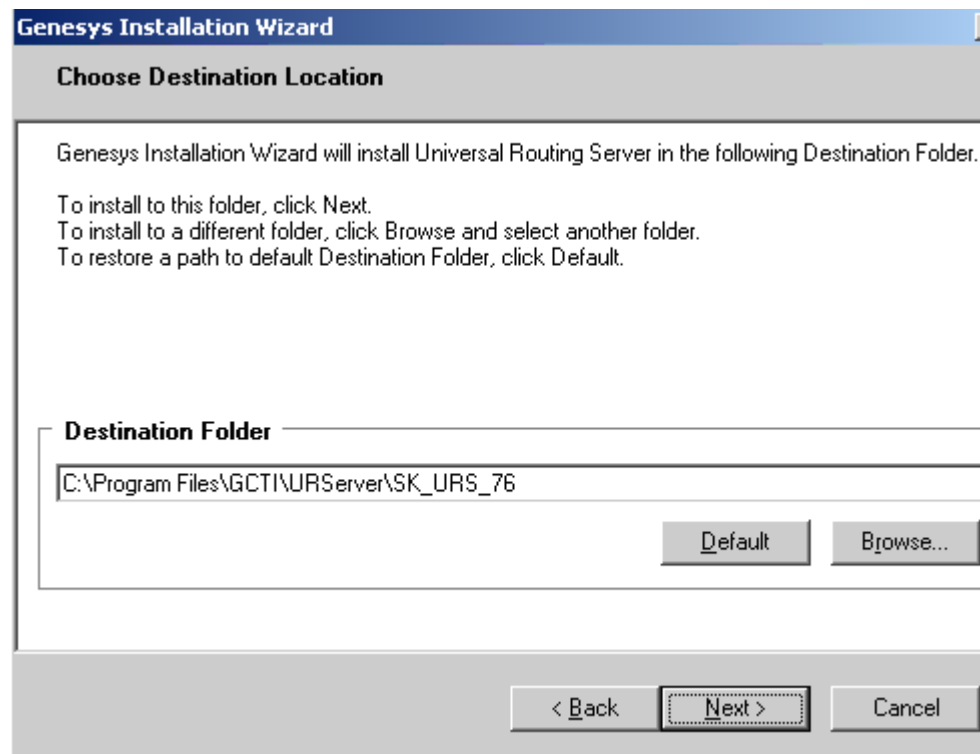 Genesys Installation Wizard
Choose Destination Location
Genesys Installation Wizard will install Universal Routing Server in the following Destination Folder.
To install to this folder, click Next.
To install to a different folder, click Browse and select another folder.
To restore a path to default Destination Folder, click Default.
Destination Folder
C:\Program Files\GCTI\URServer\SK_URS_76
Default
Browse...
< Back
Next >
Cancel